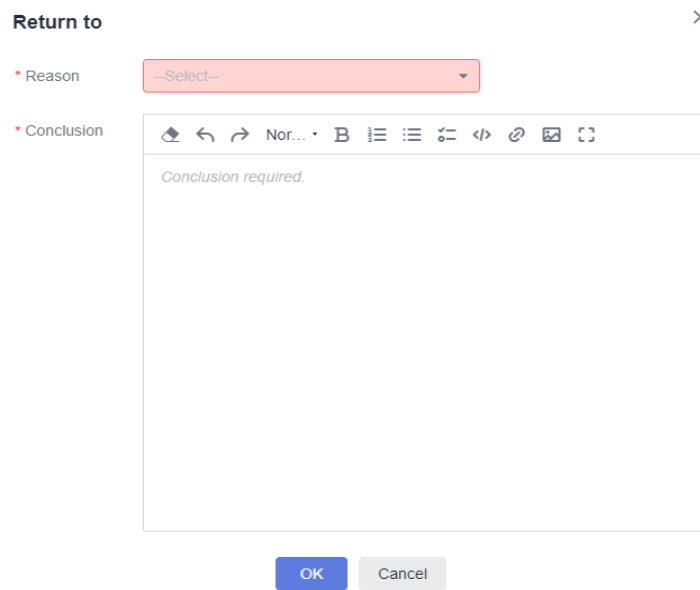 Return to
* Reason
--Select--
* Conclusion
Nor...
Conclusion required.
OK
Cancel